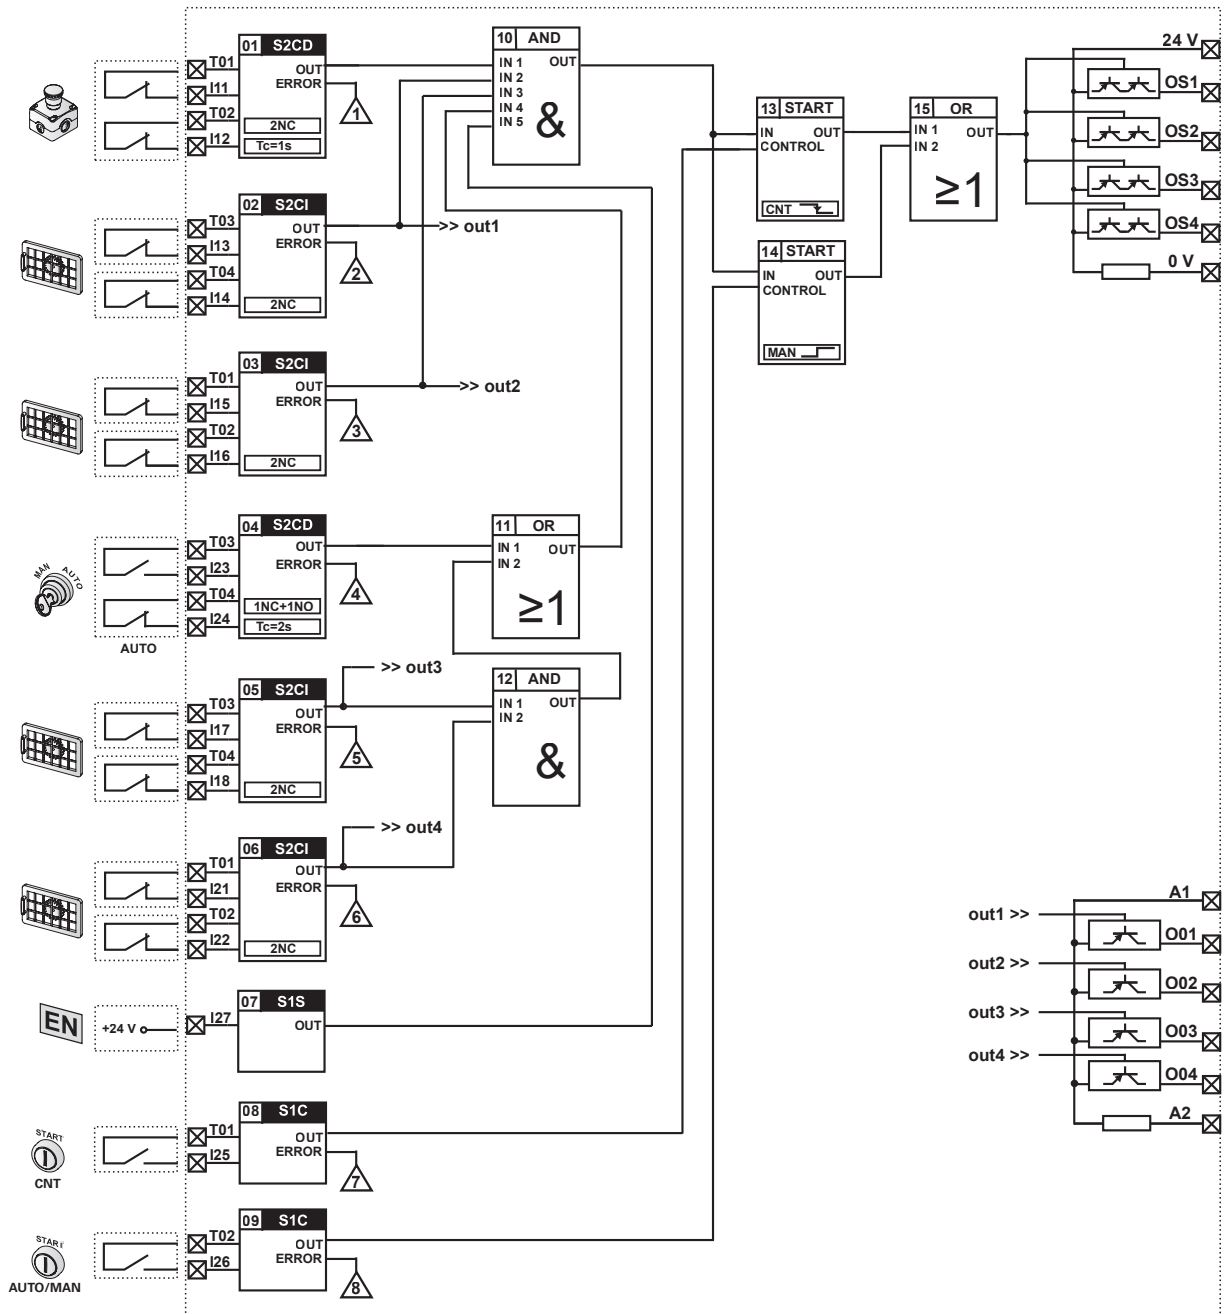 01 S2CD
T01
OUT
ERROR
I11
1
T02
2NC
I12
Tc=1s
02 S2CI
T03
OUT
>> out1
ERROR
I13
2
T04
I14
2NC
03 S2CI
T01
OUT
>> out2
ERROR
I15
3
T02
I16
2NC
MAN AUTO
AUTO
04 S2CD
T03
OUT
ERROR
I23
4
T04
1NC+1NO
I24
Tc=2s
>> out3
05 S2CI
T03
OUT
ERROR
I17
5
T04
I18
2NC
>> out4
06 S2CI
T01
OUT
ERROR
I21
6
T02
I22
2NC
EN
+24 V
I27
07 S1S
OUT
START
CNT
08 S1C
T01
OUT
ERROR
I25
7
START
AUTO/MAN
09 S1C
T02
OUT
ERROR
I26
8
10 AND
IN 1 OUT
IN 2
IN 3
IN 4
IN 5
&
11 OR
IN 1 OUT
IN 2
≥1
12 AND
IN 1 OUT
IN 2
&
13 START
IN OUT
CONTROL
CNT
14 START
IN OUT
CONTROL
MAN
15 OR
IN 1 OUT
IN 2
≥1
24 V
OS1
OS2
OS3
OS4
0 V
A1
out1 >>
O01
out2 >>
O02
out3 >>
O03
out4 >>
O04
A2